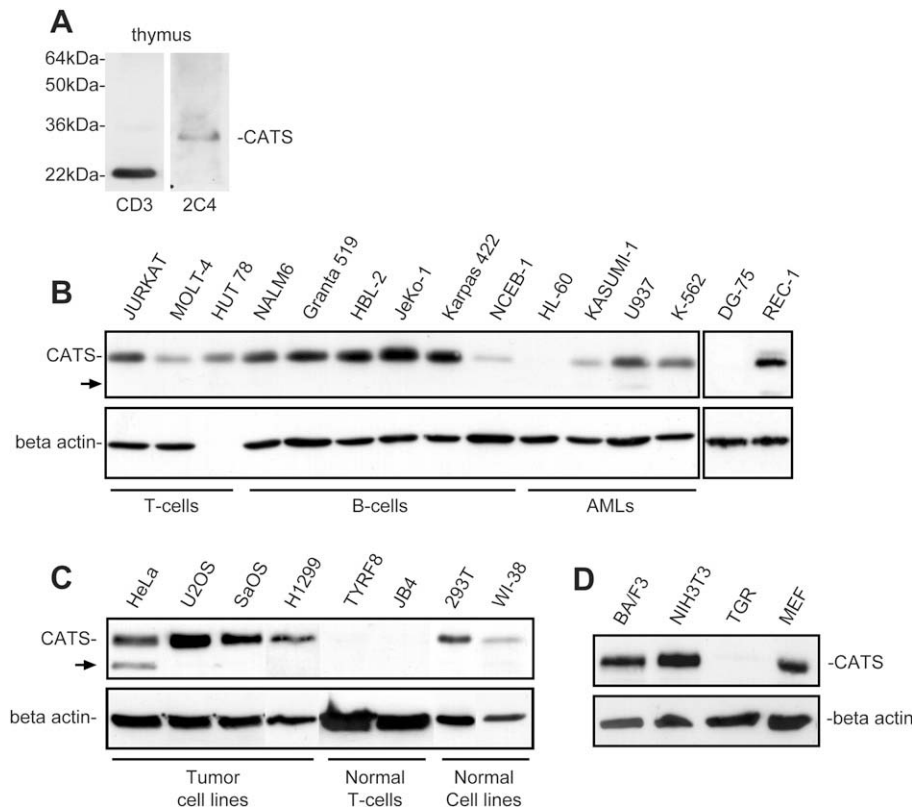 A
thymus
64kDa-
50kDa-
36kDa-
-CATS
22kDa-
CD3 2C4
B
JURKAT MOLT-4 HUT 78 NALM6 Granta 519 HBL-2 JeKo-1 Karpas 422 NCEB-1 HL-60 KASUMI-1 U937 K-562 DG-75 REC-1
CATS-
beta actin-
T-cells B-cells AMLs
C
HeLa U2OS SaOS H1299 TYRF8 JB4 293T WI-38
CATS-
beta actin-
Tumor Normal Normal
cell lines T-cells Cell lines
D
BA/F3 NIH3T3 TGR MEF
-CATS
-beta actin